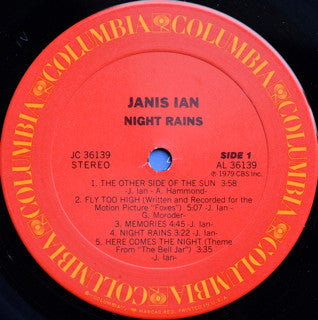 COLUMBIA COLUMBIA COLUMBIA COLUMBIA COLUMBIA COLUMBIA
JANIS IAN
NIGHT RAINS
JC 36139
STEREO
SIDE 1
AL 36139
℗ 1979 CBS Inc.
1. THE OTHER SIDE OF THE SUN 3:58
J. Ian - A. Hammond-
2. FLY TOO HIGH (Written and Recorded for the
Motion Picture "Foxes") 5:07 -J. Ian -
G. Moroder-
3. MEMORIES 4:45 -J. Ian-
4. NIGHT RAINS 3:22 -J. Ian-
5. HERE COMES THE NIGHT (Theme
From "The Bell Jar") 3:35
-J. Ian-